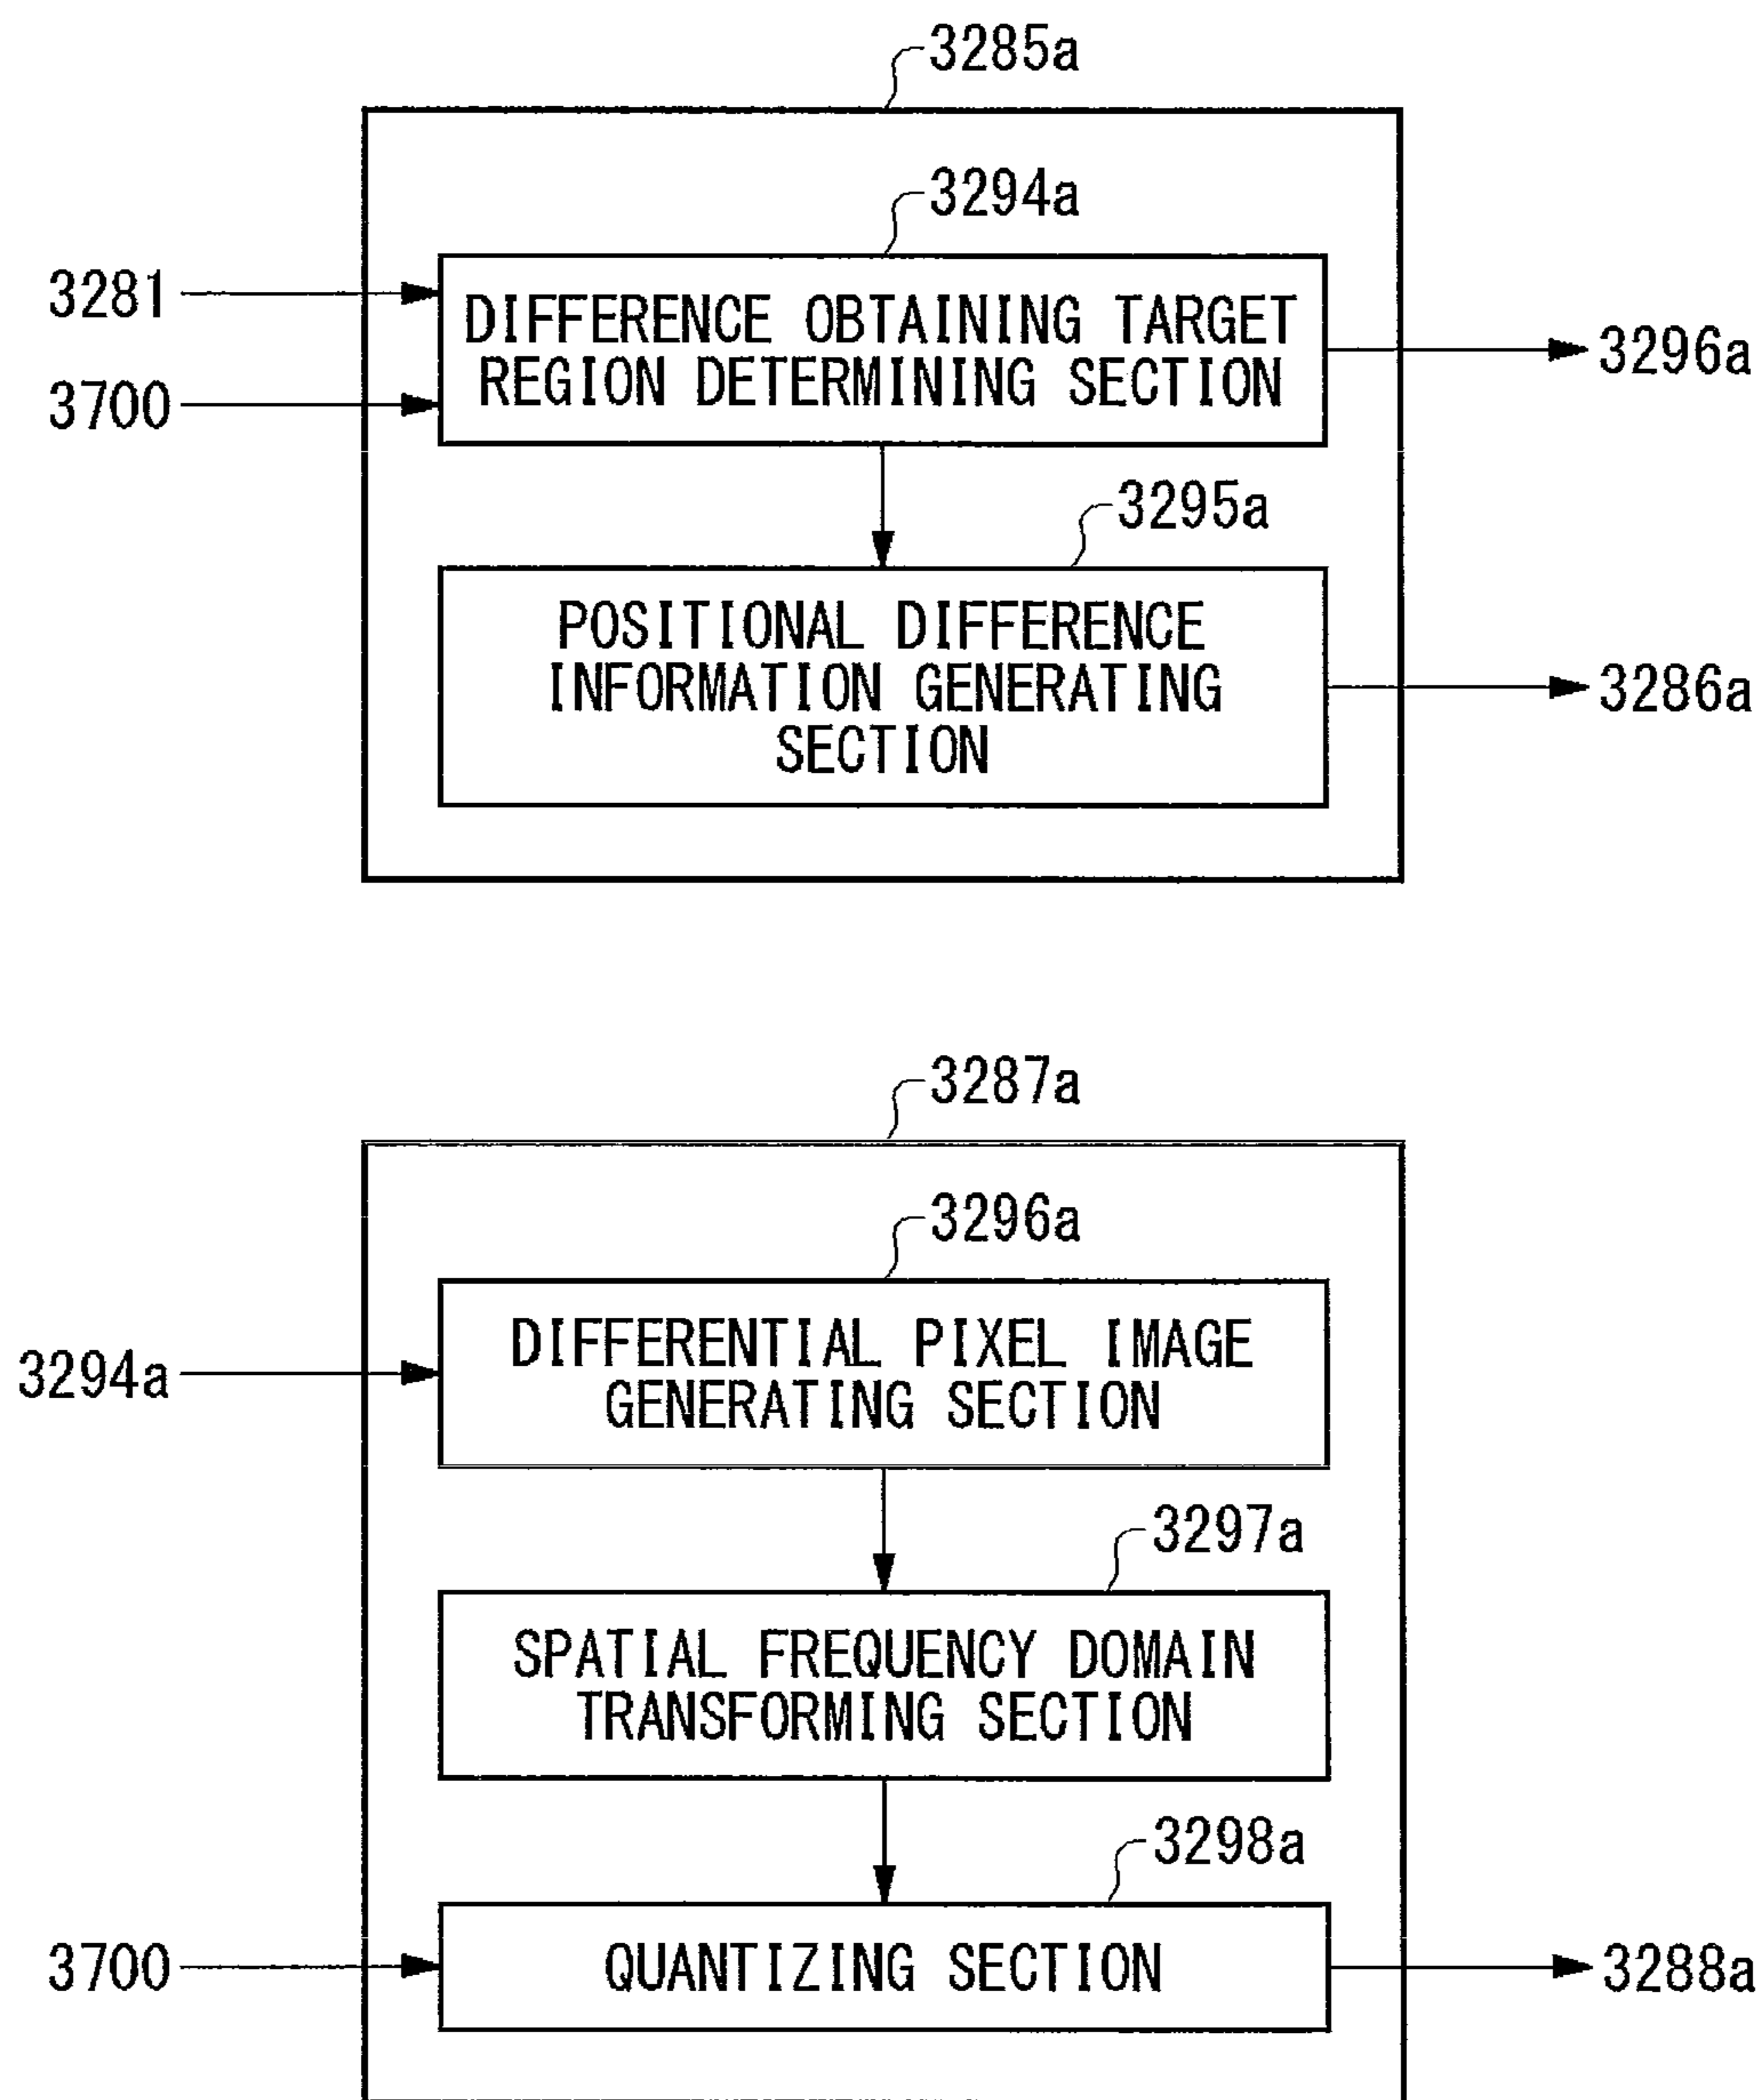 3285a
3294a
3281
DIFFERENCE OBTAINING TARGET
REGION DETERMINING SECTION
3296a
3700
3295a
POSITIONAL DIFFERENCE
INFORMATION GENERATING
SECTION
3286a
3287a
3296a
DIFFERENTIAL PIXEL IMAGE
GENERATING SECTION
3294a
3297a
SPATIAL FREQUENCY DOMAIN
TRANSFORMING SECTION
3298a
3700
QUANTIZING SECTION
3288a